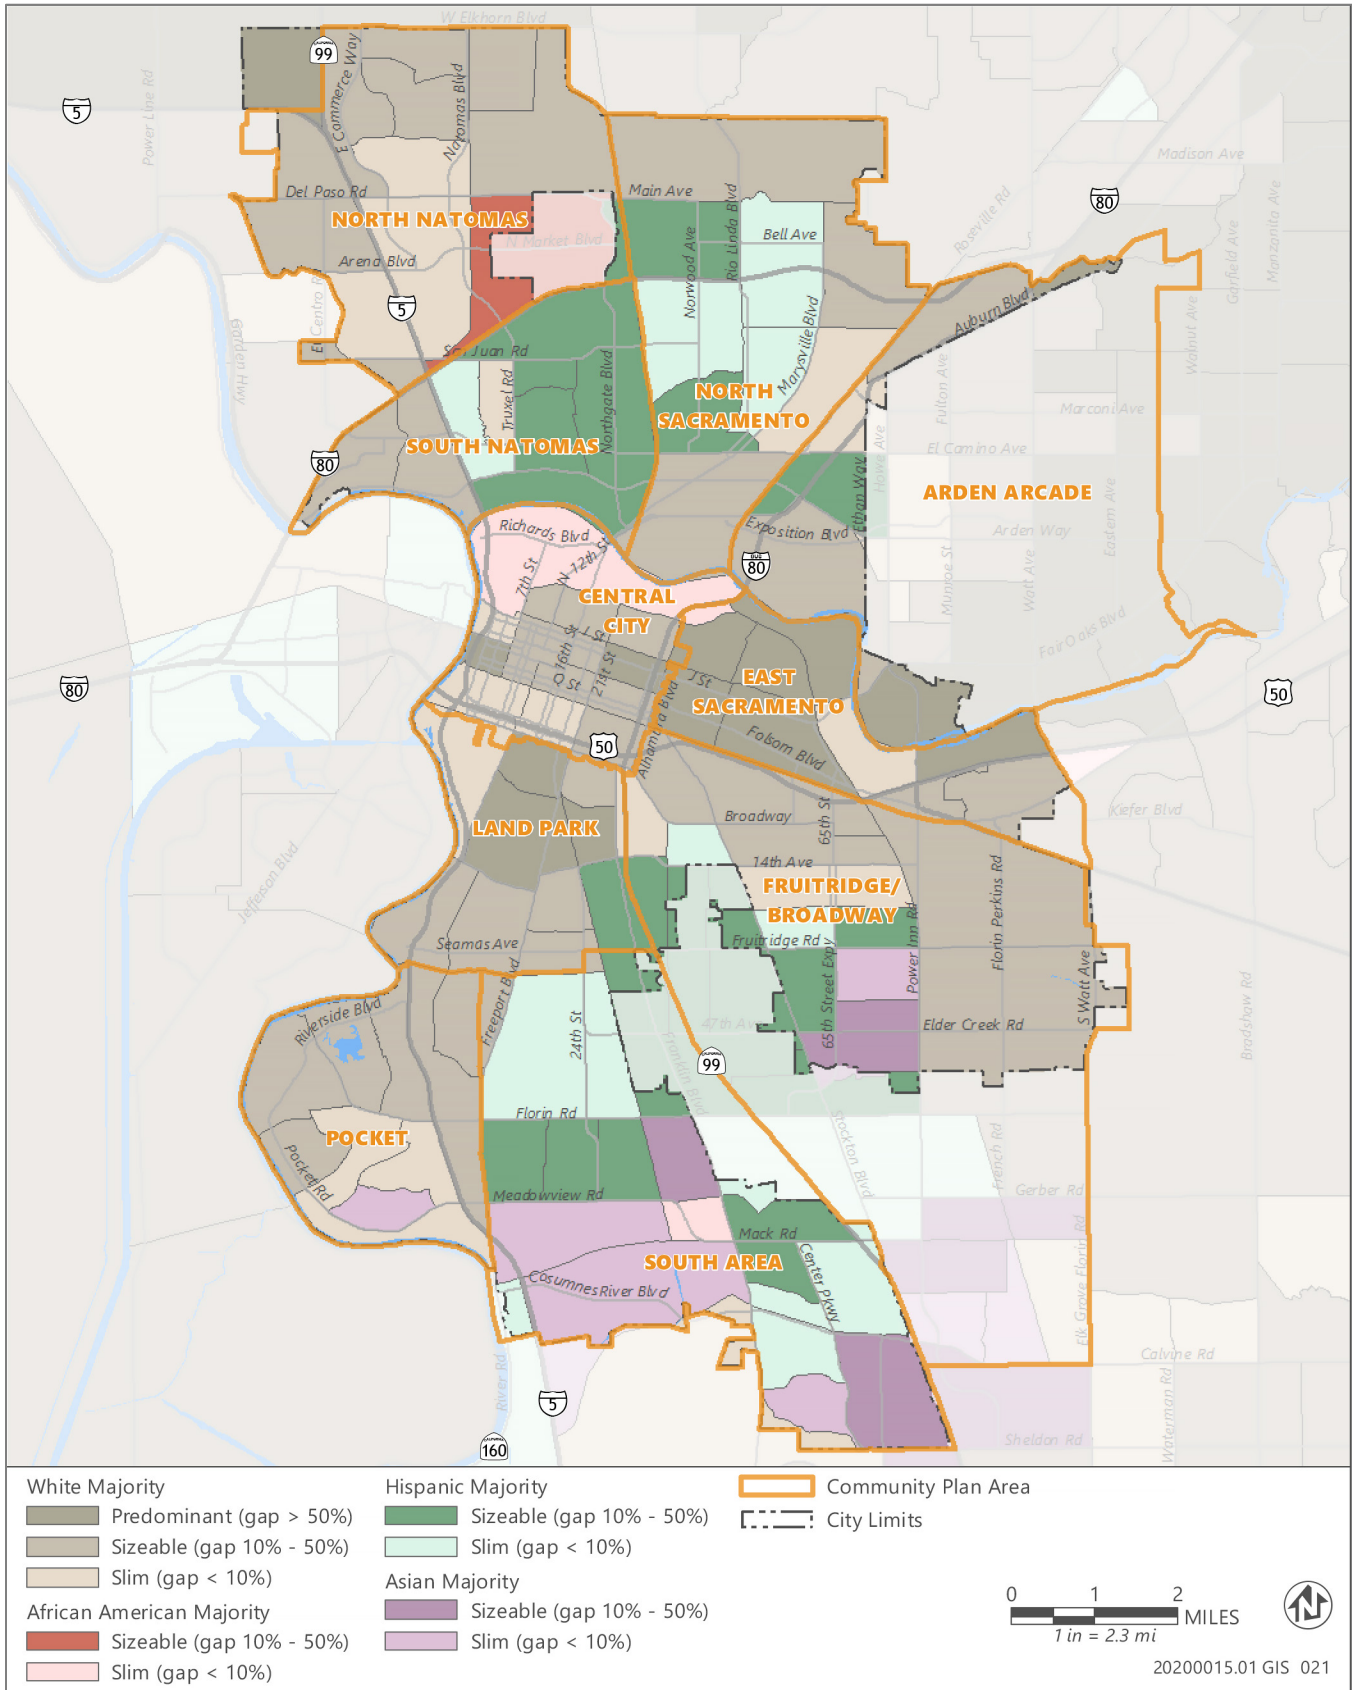 W Elkhorn Blvd
99
5
Power Line Rd
E Commerce Way
Natomas Blvd
Madison Ave
Del Paso Rd
Main Ave
80
NORTH NATOMAS
Rio Linda Blvd
Roseville Rd
Manzanita Ave
Garfield Ave
N Market Blvd
Norwood Ave
Bell Ave
Arena Blvd
El Centro Rd
5
Auburn Blvd
Walnut Ave
Garden Hwy
San Juan Rd
Marysville Blvd
Truxel Rd
Northgate Blvd
NORTH
SACRAMENTO
Fulton Ave
Marconi Ave
SOUTH NATOMAS
Howe Ave
El Camino Ave
80
ARDEN ARCADE
Ethan Way
Eastern Ave
Richards Blvd
Exposition Blvd
Arden Way
N 12th St
BUS
80
7th St
Munroe St
Watt Ave
CENTRAL
CITY
I St
16th St
Fair Oaks Blvd
21st St
Q St
J St
EAST
SACRAMENTO
80
50
Alhambra Blvd
50
Folsom Blvd
Broadway
65th St
Kiefer Blvd
LAND PARK
14th Ave
Jefferson Blvd
FRUITRIDGE/
BROADWAY
Florin Perkins Rd
Seamas Ave
Fruitridge Rd
Power Inn Rd
Freeport Blvd
S Watt Ave
Riverside Blvd
24th St
47th Ave
65th Street Expy
Elder Creek Rd
Bradshaw Rd
Franklin Blvd
CALIFORNIA
99
Florin Rd
POCKET
Stockton Blvd
French Rd
Pocket Rd
Meadowview Rd
Gerber Rd
Mack Rd
SOUTH AREA
Center Pkwy
Elk Grove Florin Rd
Cosumnes River Blvd
Calvine Rd
River Rd
5
Waterman Rd
CALIFORNIA
160
Sheldon Rd
White Majority
Predominant (gap > 50%)
Sizeable (gap 10% - 50%)
Slim (gap < 10%)
African American Majority
Sizeable (gap 10% - 50%)
Slim (gap < 10%)
Hispanic Majority
Sizeable (gap 10% - 50%)
Slim (gap < 10%)
Asian Majority
Sizeable (gap 10% - 50%)
Slim (gap < 10%)
Community Plan Area
City Limits
0 1 2
MILES
1 in = 2.3 mi
N
20200015.01 GIS 021